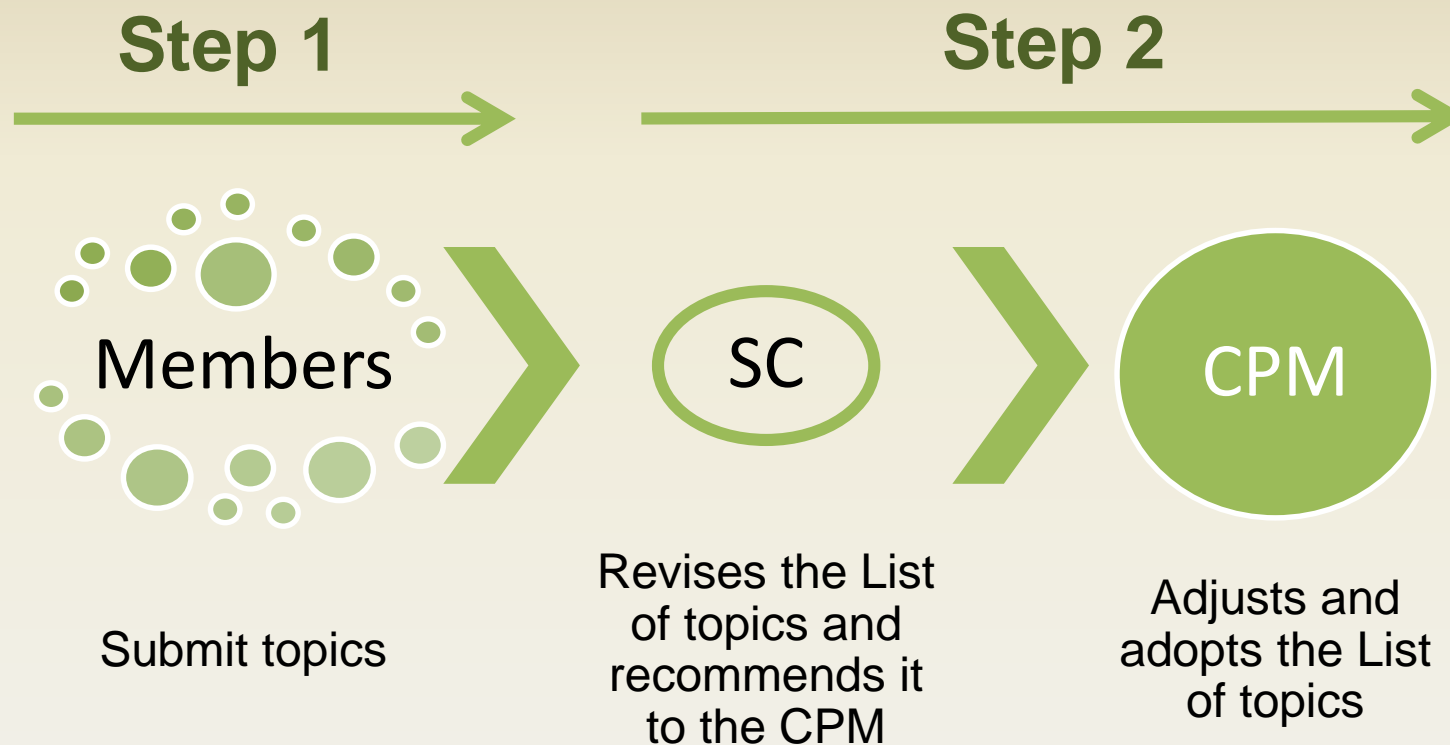 Step 1
Step 2
Members
SC
CPM
Submit topics
Revises the List
of topics and
recommends it
to the CPM
Adjusts and
adopts the List
of topics